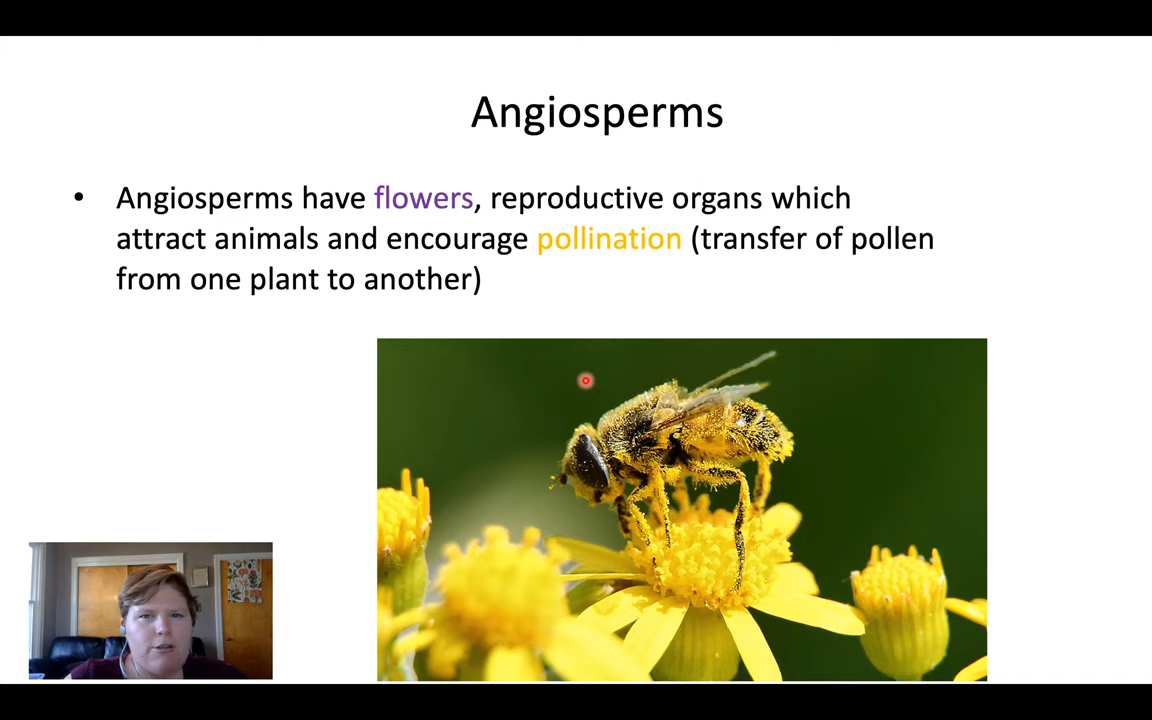 Angiosperms
• Angiosperms have flowers, reproductive organs which
attract animals and encourage pollination (transfer of pollen
from one plant to another)